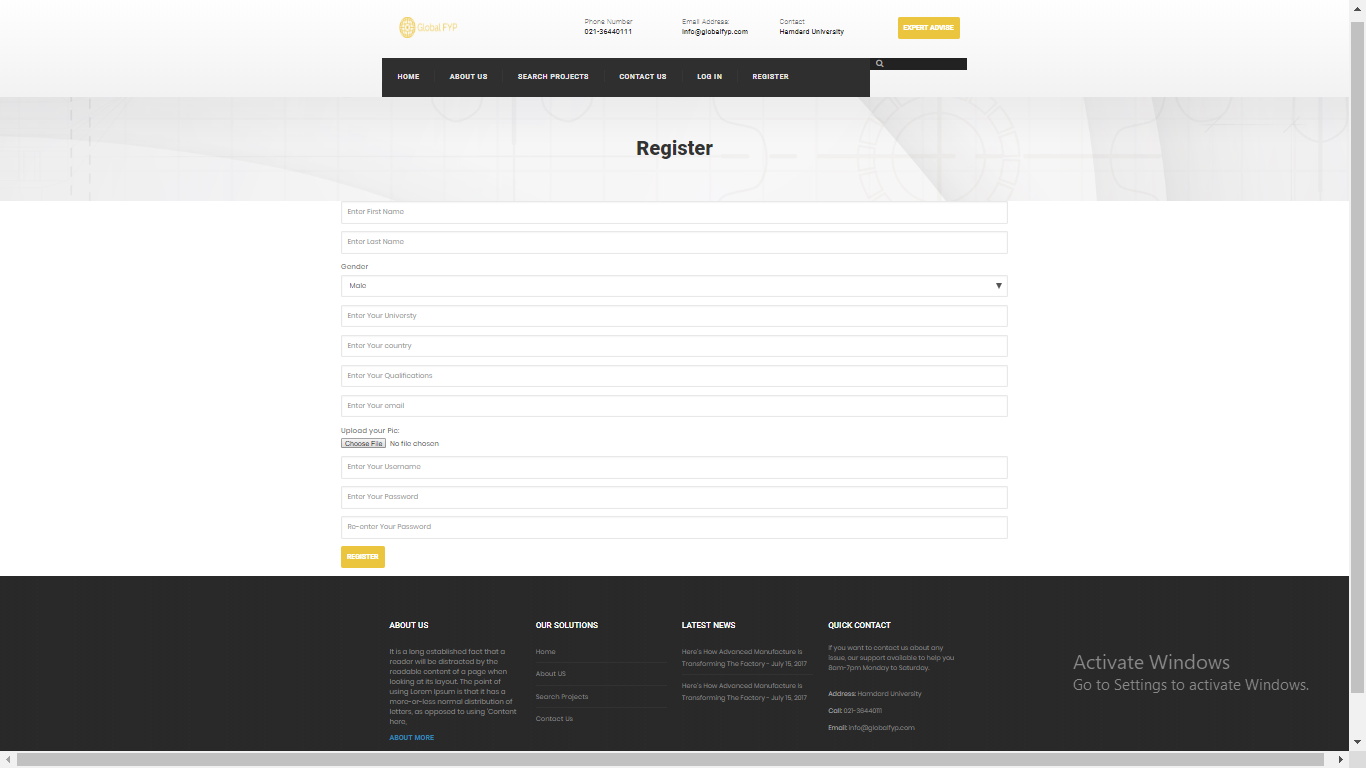 Global FYP
Phone Number
021-36440111
Email Address:
info@globalfyp.com
Contact
Hamdard University
EXPERT ADVISE
HOME
ABOUT US
SEARCH PROJECTS
CONTACT US
LOG IN
REGISTER
Register
Enter First Name
Enter Last Name
Gender
Male
Enter Your Universty
Enter Your country
Enter Your Qualifications
Enter Your email
Upload your Pic:
Choose File No file chosen
Enter Your Username
Enter Your Password
Re-enter Your Password
REGISTER
ABOUT US
It is a long established fact that a
reader will be distracted by the
readable content of a page when
looking at its layout. The point of
using Lorem Ipsum is that it has a
more-or-less normal distribution of
letters, as opposed to using 'Content
here,
ABOUT MORE
OUR SOLUTIONS
Home
About US
Search Projects
Contact Us
LATEST NEWS
Here's How Advanced Manufacture is
Transforming The Factory - July 15, 2017
Here's How Advanced Manufacture is
Transforming The Factory - July 15, 2017
QUICK CONTACT
If you want to contact us about any
issue, our support available to help you
8am-7pm Monday to Saturday.
Address: Hamdard University
Call: 021-36440111
Email: info@globalfyp.com
Activate Windows
Go to Settings to activate Windows.